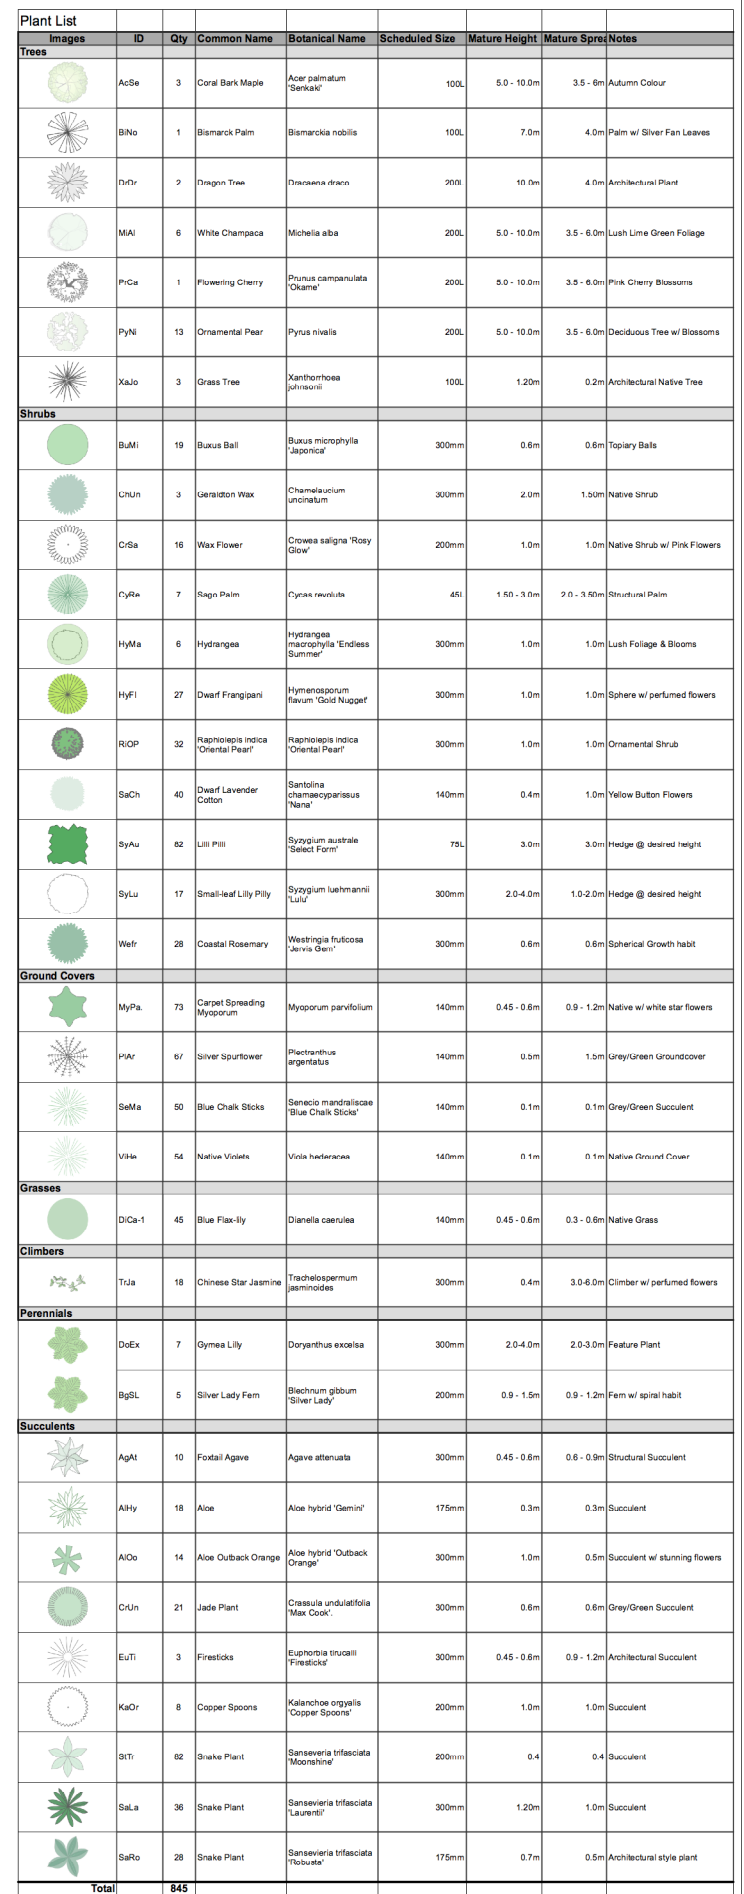 Plant List
Images ID Qty Common Name Botanical Name Scheduled Size Mature Height Mature Sprea Notes
Trees
AcSe 3 Coral Bark Maple Acer palmatum 'Senkaki' 100L 5.0 - 10.0m 3.5 - 6m Autumn Colour
BiNo 1 Bismarck Palm Bismarckia nobilis 100L 7.0m 4.0m Palm w/ Silver Fan Leaves
DrDr 2 Dragon Tree Dracaena draco 200L 10.0m 4.0m Architectural Plant
MiAl 6 White Champaca Michelia alba 200L 5.0 - 10.0m 3.5 - 6.0m Lush Lime Green Foliage
PrCa 1 Flowering Cherry Prunus campanulata 'Okame' 200L 5.0 - 10.0m 3.5 - 6.0m Pink Cherry Blossoms
PyNi 13 Ornamental Pear Pyrus nivalis 200L 5.0 - 10.0m 3.5 - 6.0m Deciduous Tree w/ Blossoms
XaJo 3 Grass Tree Xanthorrhoea johnsonii 100L 1.20m 0.2m Architectural Native Tree
Shrubs
BuMi 19 Buxus Ball Buxus microphylla 'Japonica' 300mm 0.6m 0.6m Topiary Balls
ChUn 3 Geraldton Wax Chamelaucium uncinatum 300mm 2.0m 1.50m Native Shrub
CrSa 16 Wax Flower Crowea saligna 'Rosy Glow' 200mm 1.0m 1.0m Native Shrub w/ Pink Flowers
CyRe 7 Sago Palm Cycas revoluta 45L 1.50 - 3.0m 2.0 - 3.50m Structural Palm
HyMa 6 Hydrangea Hydrangea macrophylla 'Endless Summer' 300mm 1.0m 1.0m Lush Foliage & Blooms
HyFl 27 Dwarf Frangipani Hymenosporum flavum 'Gold Nugget' 300mm 1.0m 1.0m Sphere w/ perfumed flowers
RiOP 32 Raphiolepis indica 'Oriental Pearl' Raphiolepis indica 'Oriental Pearl' 300mm 1.0m 1.0m Ornamental Shrub
SaCh 40 Dwarf Lavender Cotton Santolina chamaecyparissus 'Nana' 140mm 0.4m 1.0m Yellow Button Flowers
SyAu 82 Lilli Pilli Syzygium australe 'Select Form' 75L 3.0m 3.0m Hedge @ desired height
SyLu 17 Small-leaf Lilly Pilly Syzygium luehmannii 'Lulu' 300mm 2.0-4.0m 1.0-2.0m Hedge @ desired height
Wefr 28 Coastal Rosemary Westringia fruticosa 'Jervis Gem' 300mm 0.6m 0.6m Spherical Growth habit
Ground Covers
MyPa. 73 Carpet Spreading Myoporum Myoporum parvifolium 140mm 0.45 - 0.6m 0.9 - 1.2m Native w/ white star flowers
PlAr 67 Silver Spurflower Plectranthus argentatus 140mm 0.5m 1.5m Grey/Green Groundcover
SeMa 50 Blue Chalk Sticks Senecio mandraliscae 'Blue Chalk Sticks' 140mm 0.1m 0.1m Grey/Green Succulent
ViHe 54 Native Violets Viola hederacea 140mm 0.1m 0.1m Native Ground Cover
Grasses
DiCa-1 45 Blue Flax-lily Dianella caerulea 140mm 0.45 - 0.6m 0.3 - 0.6m Native Grass
Climbers
TrJa 18 Chinese Star Jasmine Trachelospermum jasminoides 300mm 0.4m 3.0-6.0m Climber w/ perfumed flowers
Perennials
DoEx 7 Gymea Lilly Doryanthus excelsa 300mm 2.0-4.0m 2.0-3.0m Feature Plant
BgSL 5 Silver Lady Fern Blechnum gibbum 'Silver Lady' 200mm 0.9 - 1.5m 0.9 - 1.2m Fern w/ spiral habit
Succulents
AgAt 10 Foxtail Agave Agave attenuata 300mm 0.45 - 0.6m 0.6 - 0.9m Structural Succulent
AlHy 18 Aloe Aloe hybrid 'Gemini' 175mm 0.3m 0.3m Succulent
AlOo 14 Aloe Outback Orange Aloe hybrid 'Outback Orange' 300mm 1.0m 0.5m Succulent w/ stunning flowers
CrUn 21 Jade Plant Crassula undulatifolia 'Max Cook'. 300mm 0.6m 0.6m Grey/Green Succulent
EuTi 3 Firesticks Euphorbia tirucalli 'Firesticks' 300mm 0.45 - 0.6m 0.9 - 1.2m Architectural Succulent
KaOr 8 Copper Spoons Kalanchoe orgyalis 'Copper Spoons' 200mm 1.0m 1.0m Succulent
StTr 82 Snake Plant Sanseveria trifasciata 'Moonshine' 200mm 0.4 0.4 Succulent
SaLa 36 Snake Plant Sansevieria trifasciata 'Laurentii' 300mm 1.20m 1.0m Succulent
SaRo 28 Snake Plant Sansevieria trifasciata 'Robusta' 175mm 0.7m 0.5m Architectural style plant
Total 845